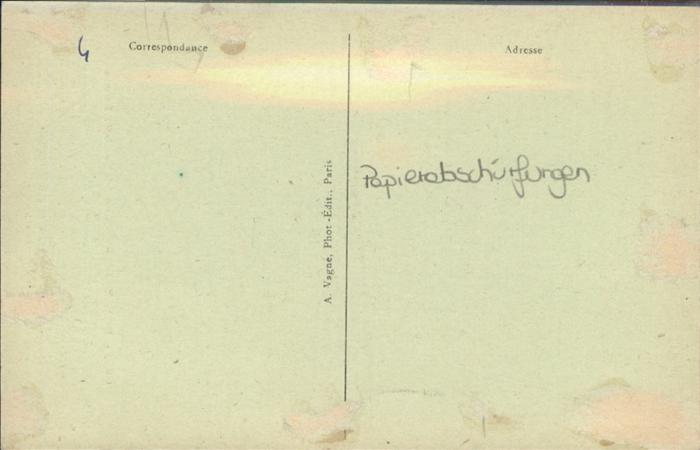 4
Correspondance
Adresse
A. Vagne, Phot -Édit., Paris
Papierabschürfungen